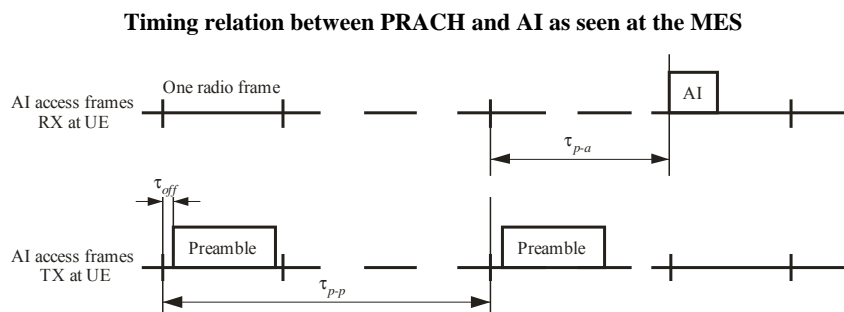 Timing relation between PRACH and AI as seen at the MES
One radio frame
AI
AI access frames
RX at UE
τp-a
τoff
Preamble
Preamble
AI access frames
TX at UE
τp-p